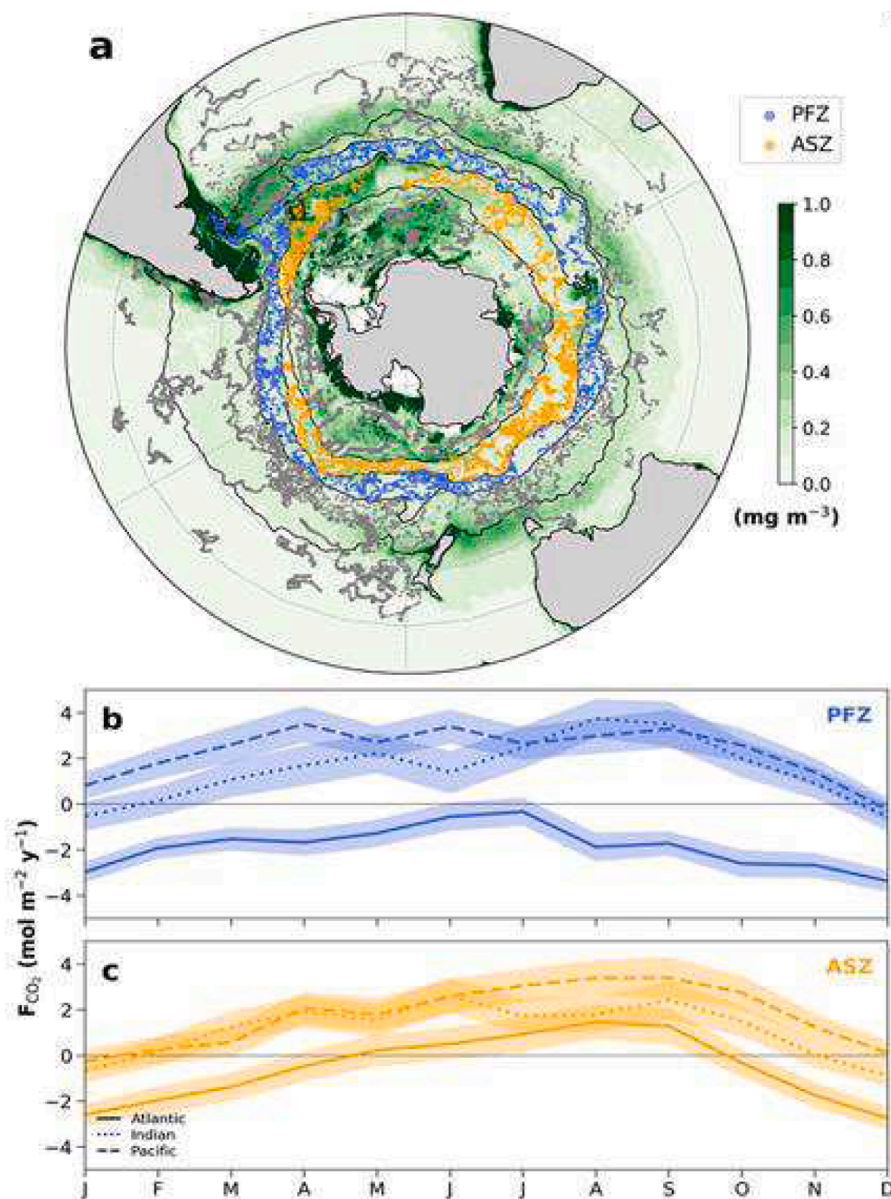 a
PFZ
ASZ
1.0
0.8
0.6
0.4
0.2
0.0
(mg m⁻³)
b
PFZ
4
2
0
−2
−4
F_CO₂ (mol m⁻² y⁻¹)
c
ASZ
4
2
0
−2
−4
Atlantic
Indian
Pacific
J F M A M J J A S O N D